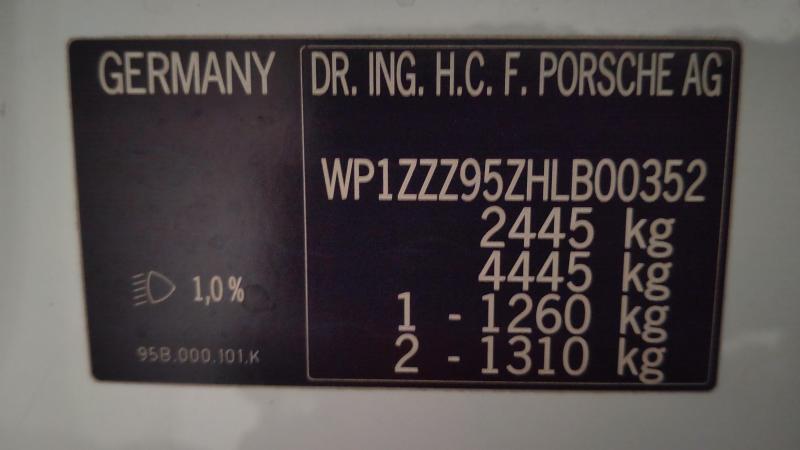 GERMANY
DR. ING. H.C. F. PORSCHE AG
WP1ZZZ95ZHLB00352
2445 kg
4445 kg
1 - 1260 kg
2 - 1310 kg
1,0%
95B.000.101.K